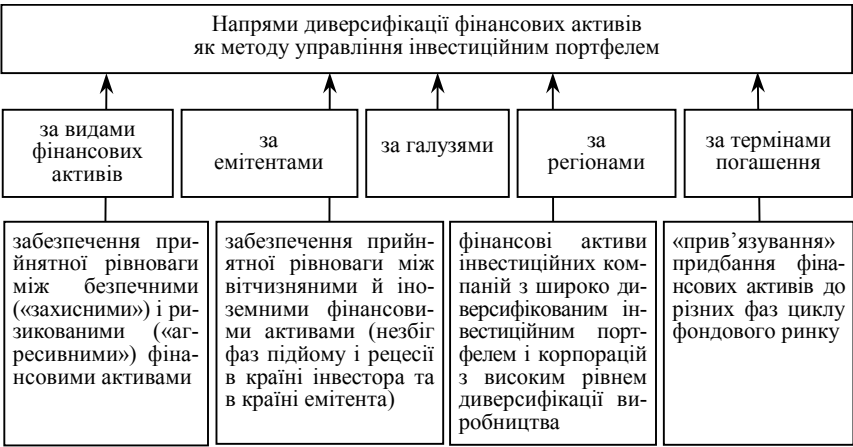 Напрями диверсифікації фінансових активів
як методу управління інвестиційним портфелем
за видами
фінансових
активів
за
емітентами
за галузями
за
регіонами
за термінами
погашення
забезпечення при-
йнятної рівноваги
між безпечними
(«захисними») і ри-
зикованими («аг-
ресивними») фіна-
нсовими активами
забезпечення прийн-
ятної рівноваги між
вітчизняними й іно-
земними фінансови-
ми активами (незбіг
фаз підйому і рецесії
в країні інвестора та
в країні емітента)
фінансові активи
інвестиційних ком-
паній з широко ди-
версифікованим ін-
вестиційним порт-
фелем і корпорацій
з високим рівнем
диверсифікації ви-
робництва
«прив’язування»
придбання фіна-
нсових активів до
різних фаз циклу
фондового ринку